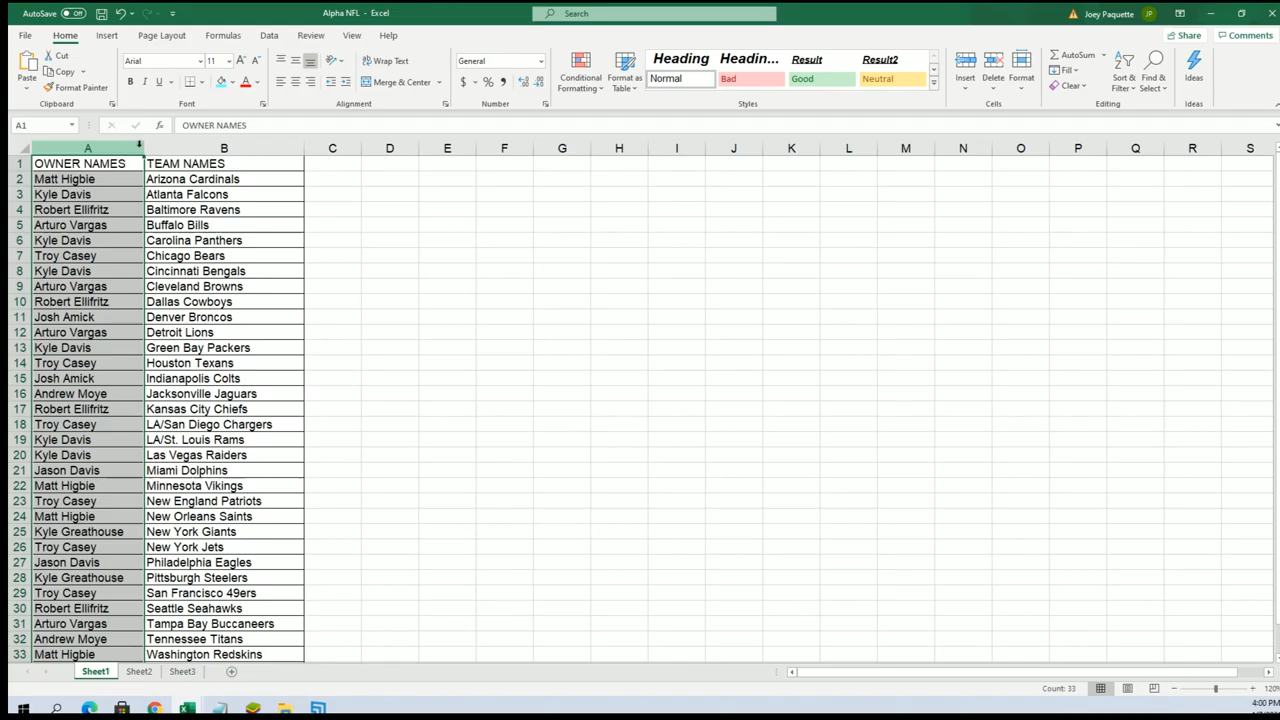 AutoSave Off Alpha NFL - Excel Search Joey Paquette JP
File Home Insert Page Layout Formulas Data Review View Help Share Comments
Paste Cut Copy Format Painter Clipboard
Arial 11 B I U Font
Wrap Text Merge & Center Alignment
General $ % Number
Conditional Formatting Format as Table
Heading Headin... Result Result2
Normal Bad Good Neutral
Styles
Insert Delete Format Cells
AutoSum Fill Clear Sort & Filter Find & Select Editing
Ideas Ideas
A1 fx OWNER NAMES
A B C D E F G H I J K L M N O P Q R S
1 OWNER NAMES TEAM NAMES
2 Matt Higbie Arizona Cardinals
3 Kyle Davis Atlanta Falcons
4 Robert Ellifritz Baltimore Ravens
5 Arturo Vargas Buffalo Bills
6 Kyle Davis Carolina Panthers
7 Troy Casey Chicago Bears
8 Kyle Davis Cincinnati Bengals
9 Arturo Vargas Cleveland Browns
10 Robert Ellifritz Dallas Cowboys
11 Josh Amick Denver Broncos
12 Arturo Vargas Detroit Lions
13 Kyle Davis Green Bay Packers
14 Troy Casey Houston Texans
15 Josh Amick Indianapolis Colts
16 Andrew Moye Jacksonville Jaguars
17 Robert Ellifritz Kansas City Chiefs
18 Troy Casey LA/San Diego Chargers
19 Kyle Davis LA/St. Louis Rams
20 Kyle Davis Las Vegas Raiders
21 Jason Davis Miami Dolphins
22 Matt Higbie Minnesota Vikings
23 Troy Casey New England Patriots
24 Matt Higbie New Orleans Saints
25 Kyle Greathouse New York Giants
26 Troy Casey New York Jets
27 Jason Davis Philadelphia Eagles
28 Kyle Greathouse Pittsburgh Steelers
29 Troy Casey San Francisco 49ers
30 Robert Ellifritz Seattle Seahawks
31 Arturo Vargas Tampa Bay Buccaneers
32 Andrew Moye Tennessee Titans
33 Matt Higbie Washington Redskins
Sheet1 Sheet2 Sheet3
Count: 33 120%
4:00 PM